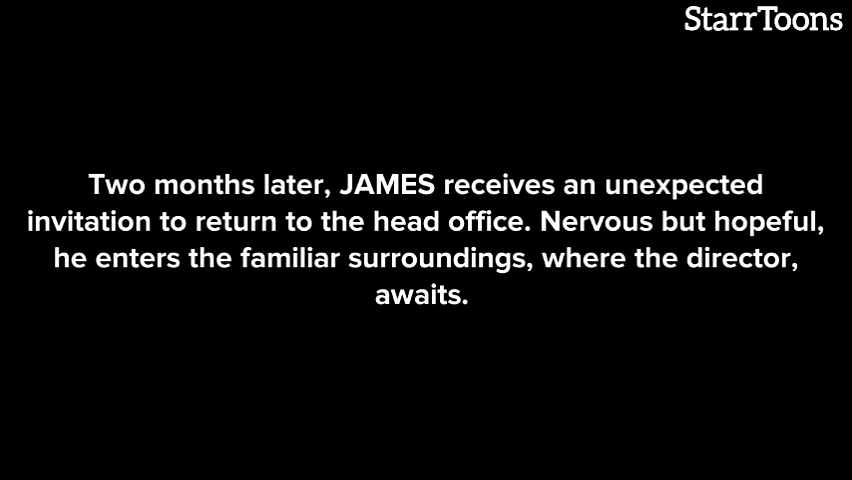 StarrToons
Two months later, JAMES receives an unexpected
invitation to return to the head office. Nervous but hopeful,
he enters the familiar surroundings, where the director,
awaits.